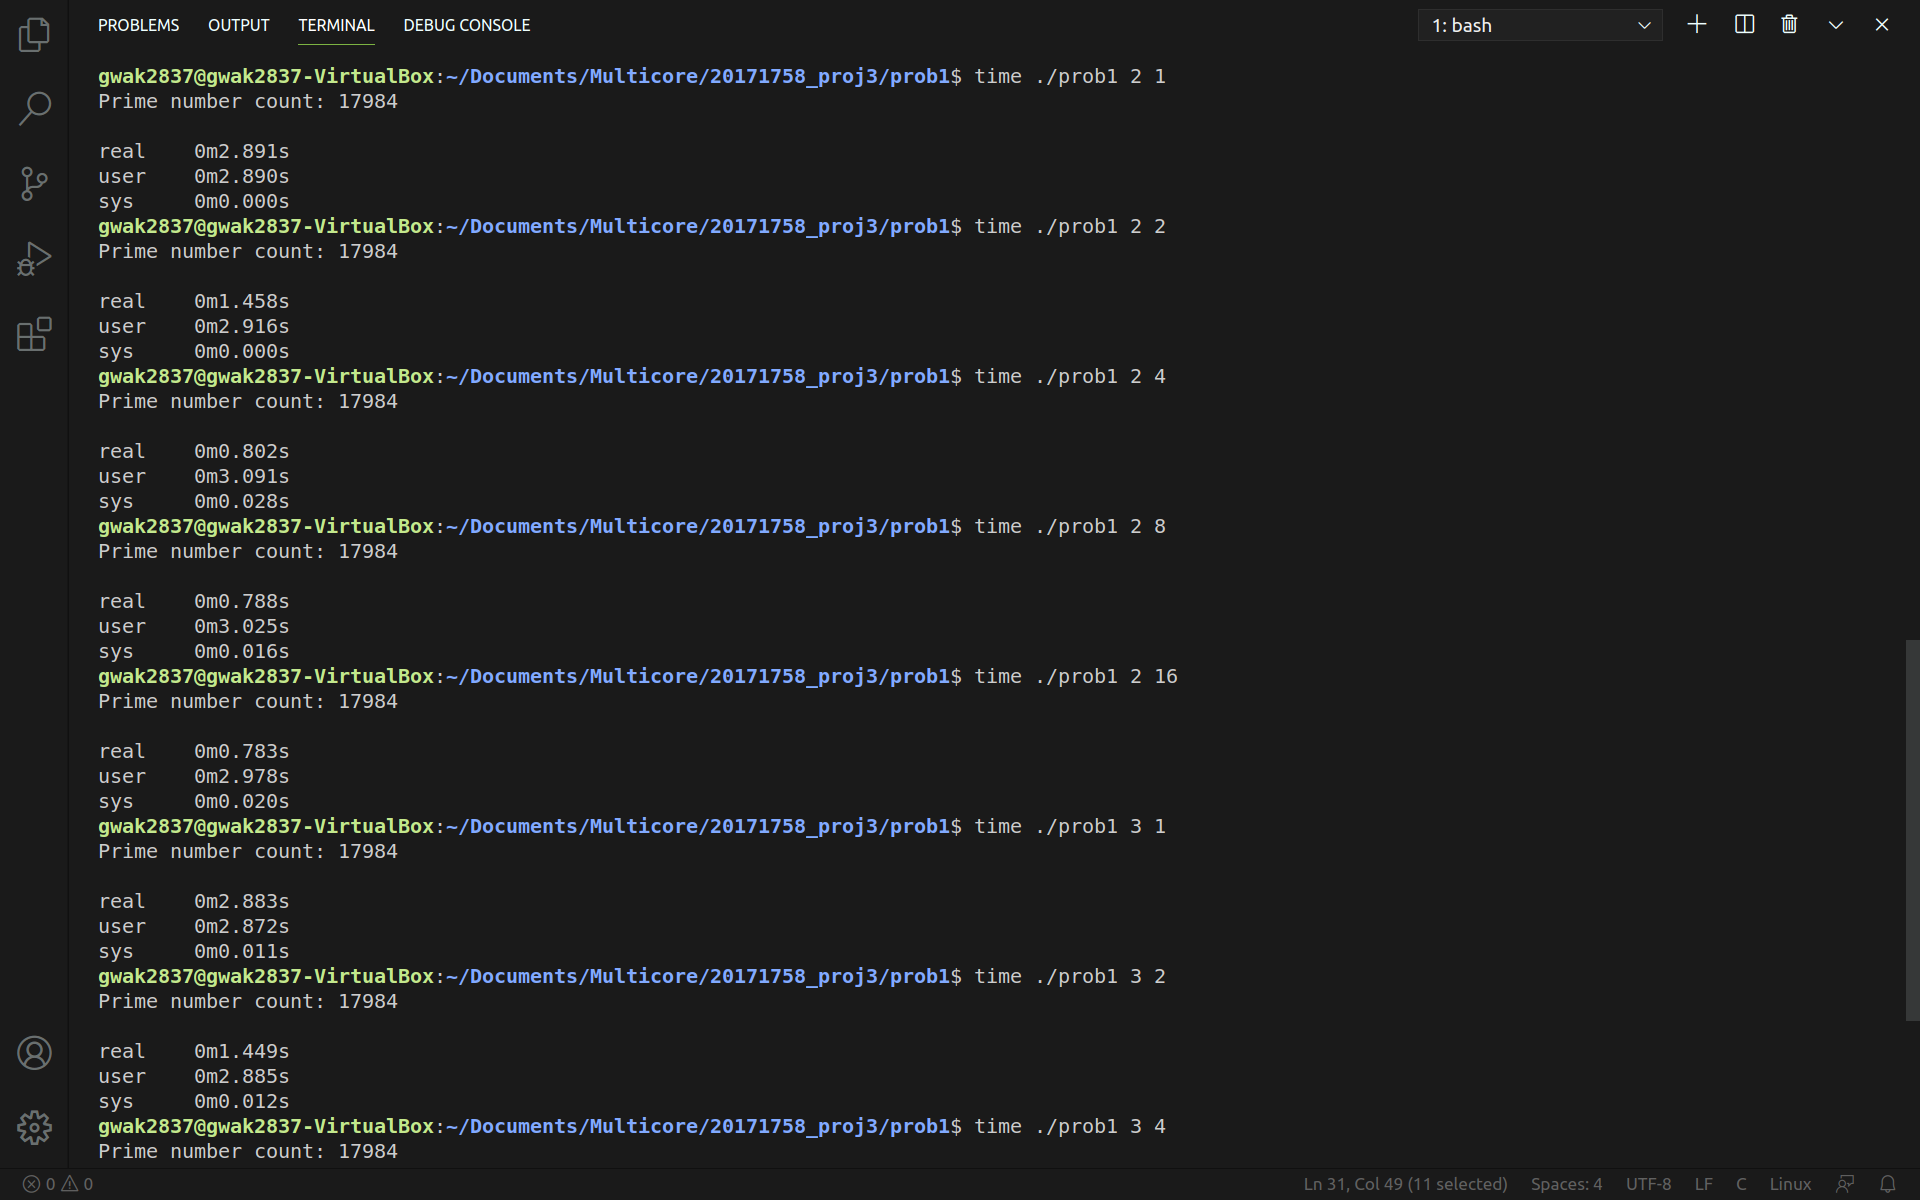 PROBLEMS OUTPUT TERMINAL DEBUG CONSOLE 1: bash
gwak2837@gwak2837-VirtualBox:~/Documents/Multicore/20171758_proj3/prob1$ time ./prob1 2 1
Prime number count: 17984
real 0m2.891s
user 0m2.890s
sys 0m0.000s
gwak2837@gwak2837-VirtualBox:~/Documents/Multicore/20171758_proj3/prob1$ time ./prob1 2 2
Prime number count: 17984
real 0m1.458s
user 0m2.916s
sys 0m0.000s
gwak2837@gwak2837-VirtualBox:~/Documents/Multicore/20171758_proj3/prob1$ time ./prob1 2 4
Prime number count: 17984
real 0m0.802s
user 0m3.091s
sys 0m0.028s
gwak2837@gwak2837-VirtualBox:~/Documents/Multicore/20171758_proj3/prob1$ time ./prob1 2 8
Prime number count: 17984
real 0m0.788s
user 0m3.025s
sys 0m0.016s
gwak2837@gwak2837-VirtualBox:~/Documents/Multicore/20171758_proj3/prob1$ time ./prob1 2 16
Prime number count: 17984
real 0m0.783s
user 0m2.978s
sys 0m0.020s
gwak2837@gwak2837-VirtualBox:~/Documents/Multicore/20171758_proj3/prob1$ time ./prob1 3 1
Prime number count: 17984
real 0m2.883s
user 0m2.872s
sys 0m0.011s
gwak2837@gwak2837-VirtualBox:~/Documents/Multicore/20171758_proj3/prob1$ time ./prob1 3 2
Prime number count: 17984
real 0m1.449s
user 0m2.885s
sys 0m0.012s
gwak2837@gwak2837-VirtualBox:~/Documents/Multicore/20171758_proj3/prob1$ time ./prob1 3 4
Prime number count: 17984
0 0 Ln 31, Col 49 (11 selected) Spaces: 4 UTF-8 LF C Linux